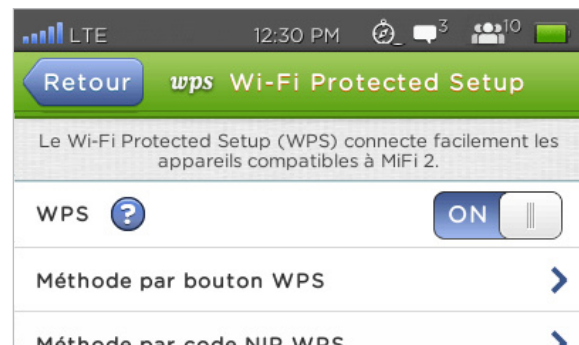 LTE 12:30 PM 3 10
Retour wps Wi-Fi Protected Setup
Le Wi-Fi Protected Setup (WPS) connecte facilement les
appareils compatibles à MiFi 2.
WPS ? ON
Méthode par bouton WPS
Méthode par code NIP WPS